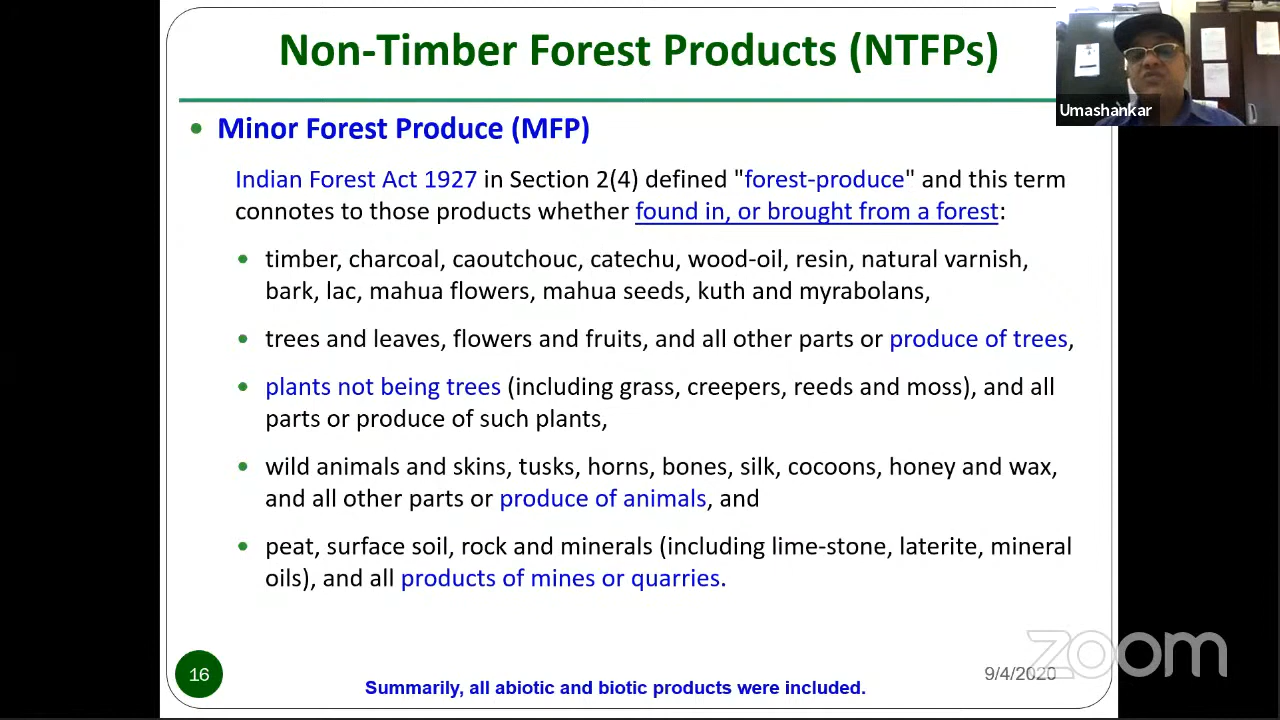 Non-Timber Forest Products (NTFPs)
Umashankar
• Minor Forest Produce (MFP)
Indian Forest Act 1927 in Section 2(4) defined "forest-produce" and this term
connotes to those products whether found in, or brought from a forest:
• timber, charcoal, caoutchouc, catechu, wood-oil, resin, natural varnish,
bark, lac, mahua flowers, mahua seeds, kuth and myrabolans,
• trees and leaves, flowers and fruits, and all other parts or produce of trees,
• plants not being trees (including grass, creepers, reeds and moss), and all
parts or produce of such plants,
• wild animals and skins, tusks, horns, bones, silk, cocoons, honey and wax,
and all other parts or produce of animals, and
• peat, surface soil, rock and minerals (including lime-stone, laterite, mineral
oils), and all products of mines or quarries.
zoom
16
9/4/2020
Summarily, all abiotic and biotic products were included.